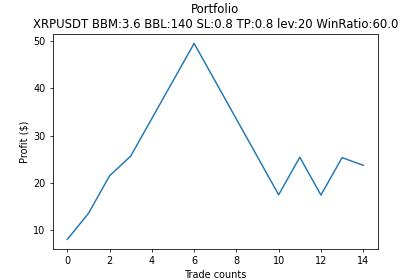 Portfolio
XRPUSDT BBM:3.6 BBL:140 SL:0.8 TP:0.8 lev:20 WinRatio:60.0
50
40
30
20
10
Profit ($)
0 2 4 6 8 10 12 14
Trade counts